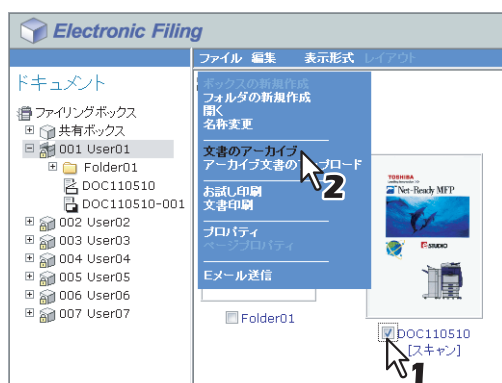 Electronic Filing
ファイル 編集 表示形式 レイアウト
ドキュメント
ファイリングボックス
共有ボックス
001 User01
Folder01
DOC110510
DOC110510-001
002 User02
003 User03
004 User04
005 User05
006 User06
007 User07
ボックスの新規作成
フォルダの新規作成
開く
名称変更
文書のアーカイブ
アーカイブ文書のアップロード
お試し印刷
文書印刷
プロパティ
ページプロパティ
Eメール送信
2
Folder01
TOSHIBA
Net-Ready MFP
e-STUDIO
DOC110510
[スキャン]
1